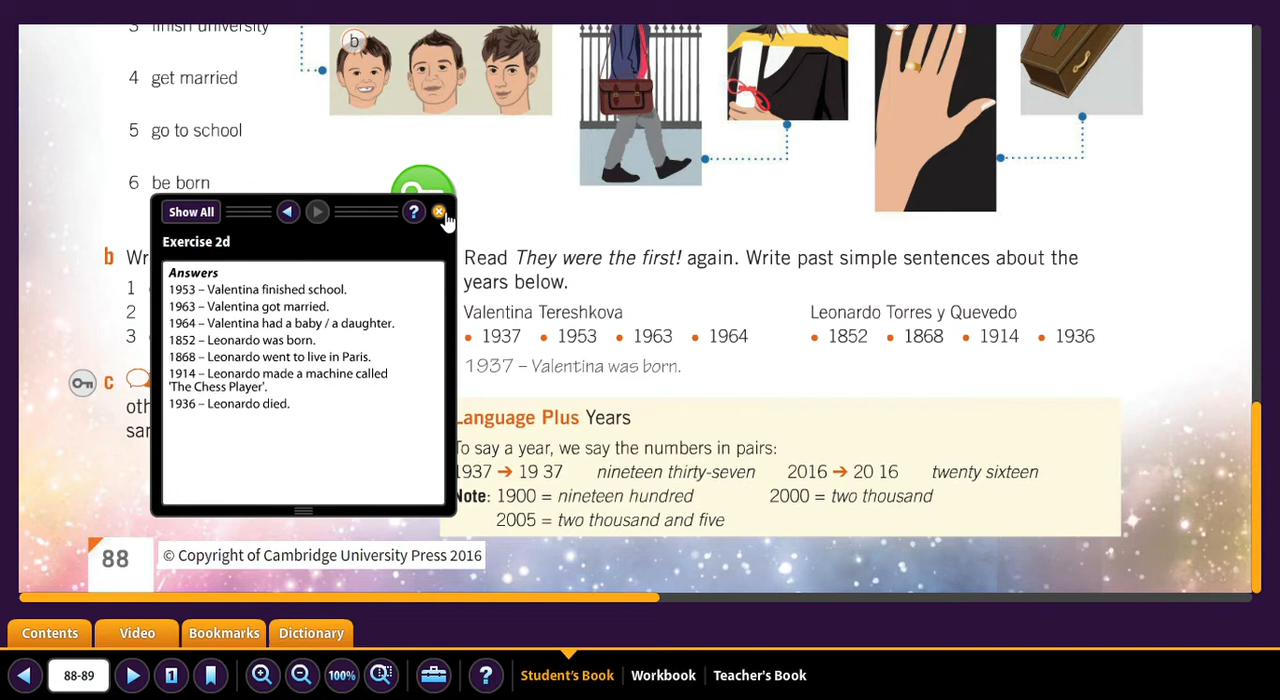 3 finish university
b
4 get married
5 go to school
6 be born
Show All
?
Exercise 2d
Answers
1953 – Valentina finished school.
1963 – Valentina got married.
1964 – Valentina had a baby / a daughter.
1852 – Leonardo was born.
1868 – Leonardo went to live in Paris.
1914 – Leonardo made a machine called
'The Chess Player'.
1936 – Leonardo died.
b Wr
1
2
3
c
oth
sar
Read They were the first! again. Write past simple sentences about the
years below.
Valentina Tereshkova Leonardo Torres y Quevedo
• 1937 • 1953 • 1963 • 1964 • 1852 • 1868 • 1914 • 1936
1937 – Valentina was born.
Language Plus Years
To say a year, we say the numbers in pairs:
1937 ➔ 19 37 nineteen thirty-seven 2016 ➔ 20 16 twenty sixteen
Note: 1900 = nineteen hundred 2000 = two thousand
2005 = two thousand and five
88 © Copyright of Cambridge University Press 2016
Contents Video Bookmarks Dictionary
88-89 1 100% ? Student's Book Workbook Teacher's Book